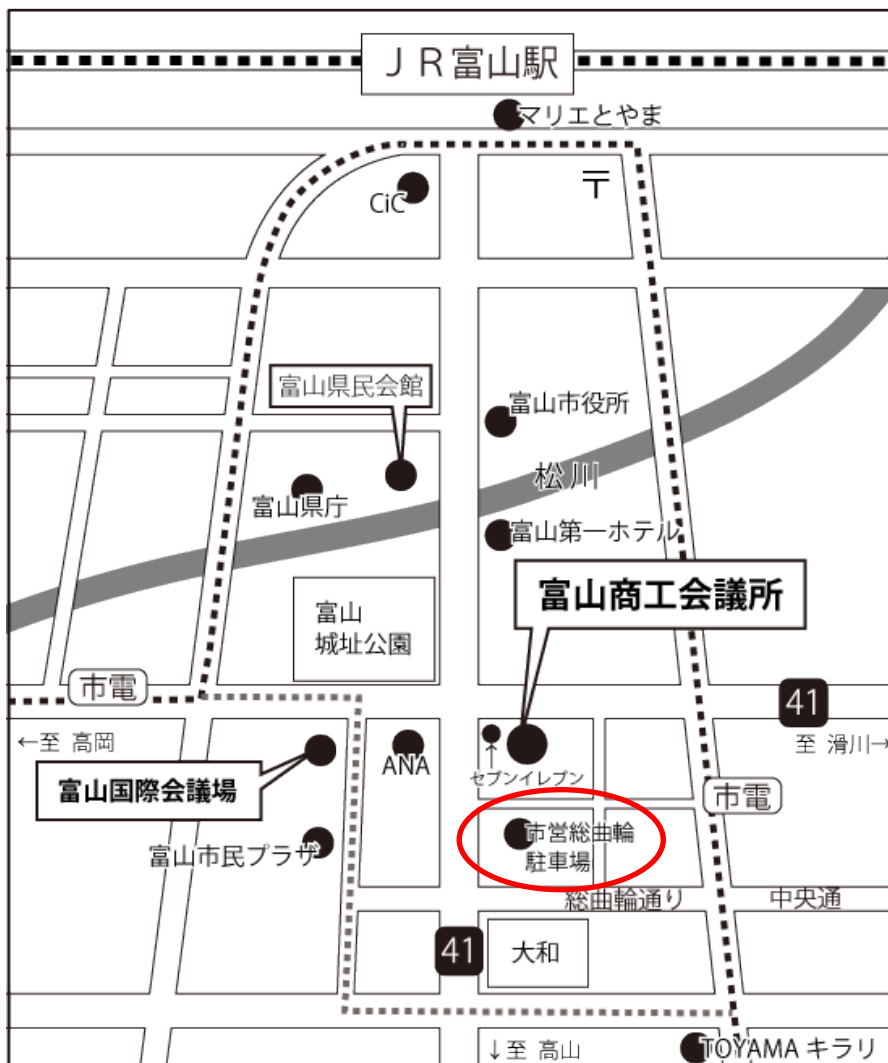 ＪＲ富山駅
マリエとやま
CiC
〒
富山県民会館
富山市役所
松川
富山県庁
富山第一ホテル
富山商工会議所
富山
城址公園
市電
41
←至 高岡
至 滑川→
ANA
セブンイレブン
富山国際会議場
市電
市営総曲輪
駐車場
富山市民プラザ
総曲輪通り
中央通
41
大和
↓至 高山
TOYAMA キラリ